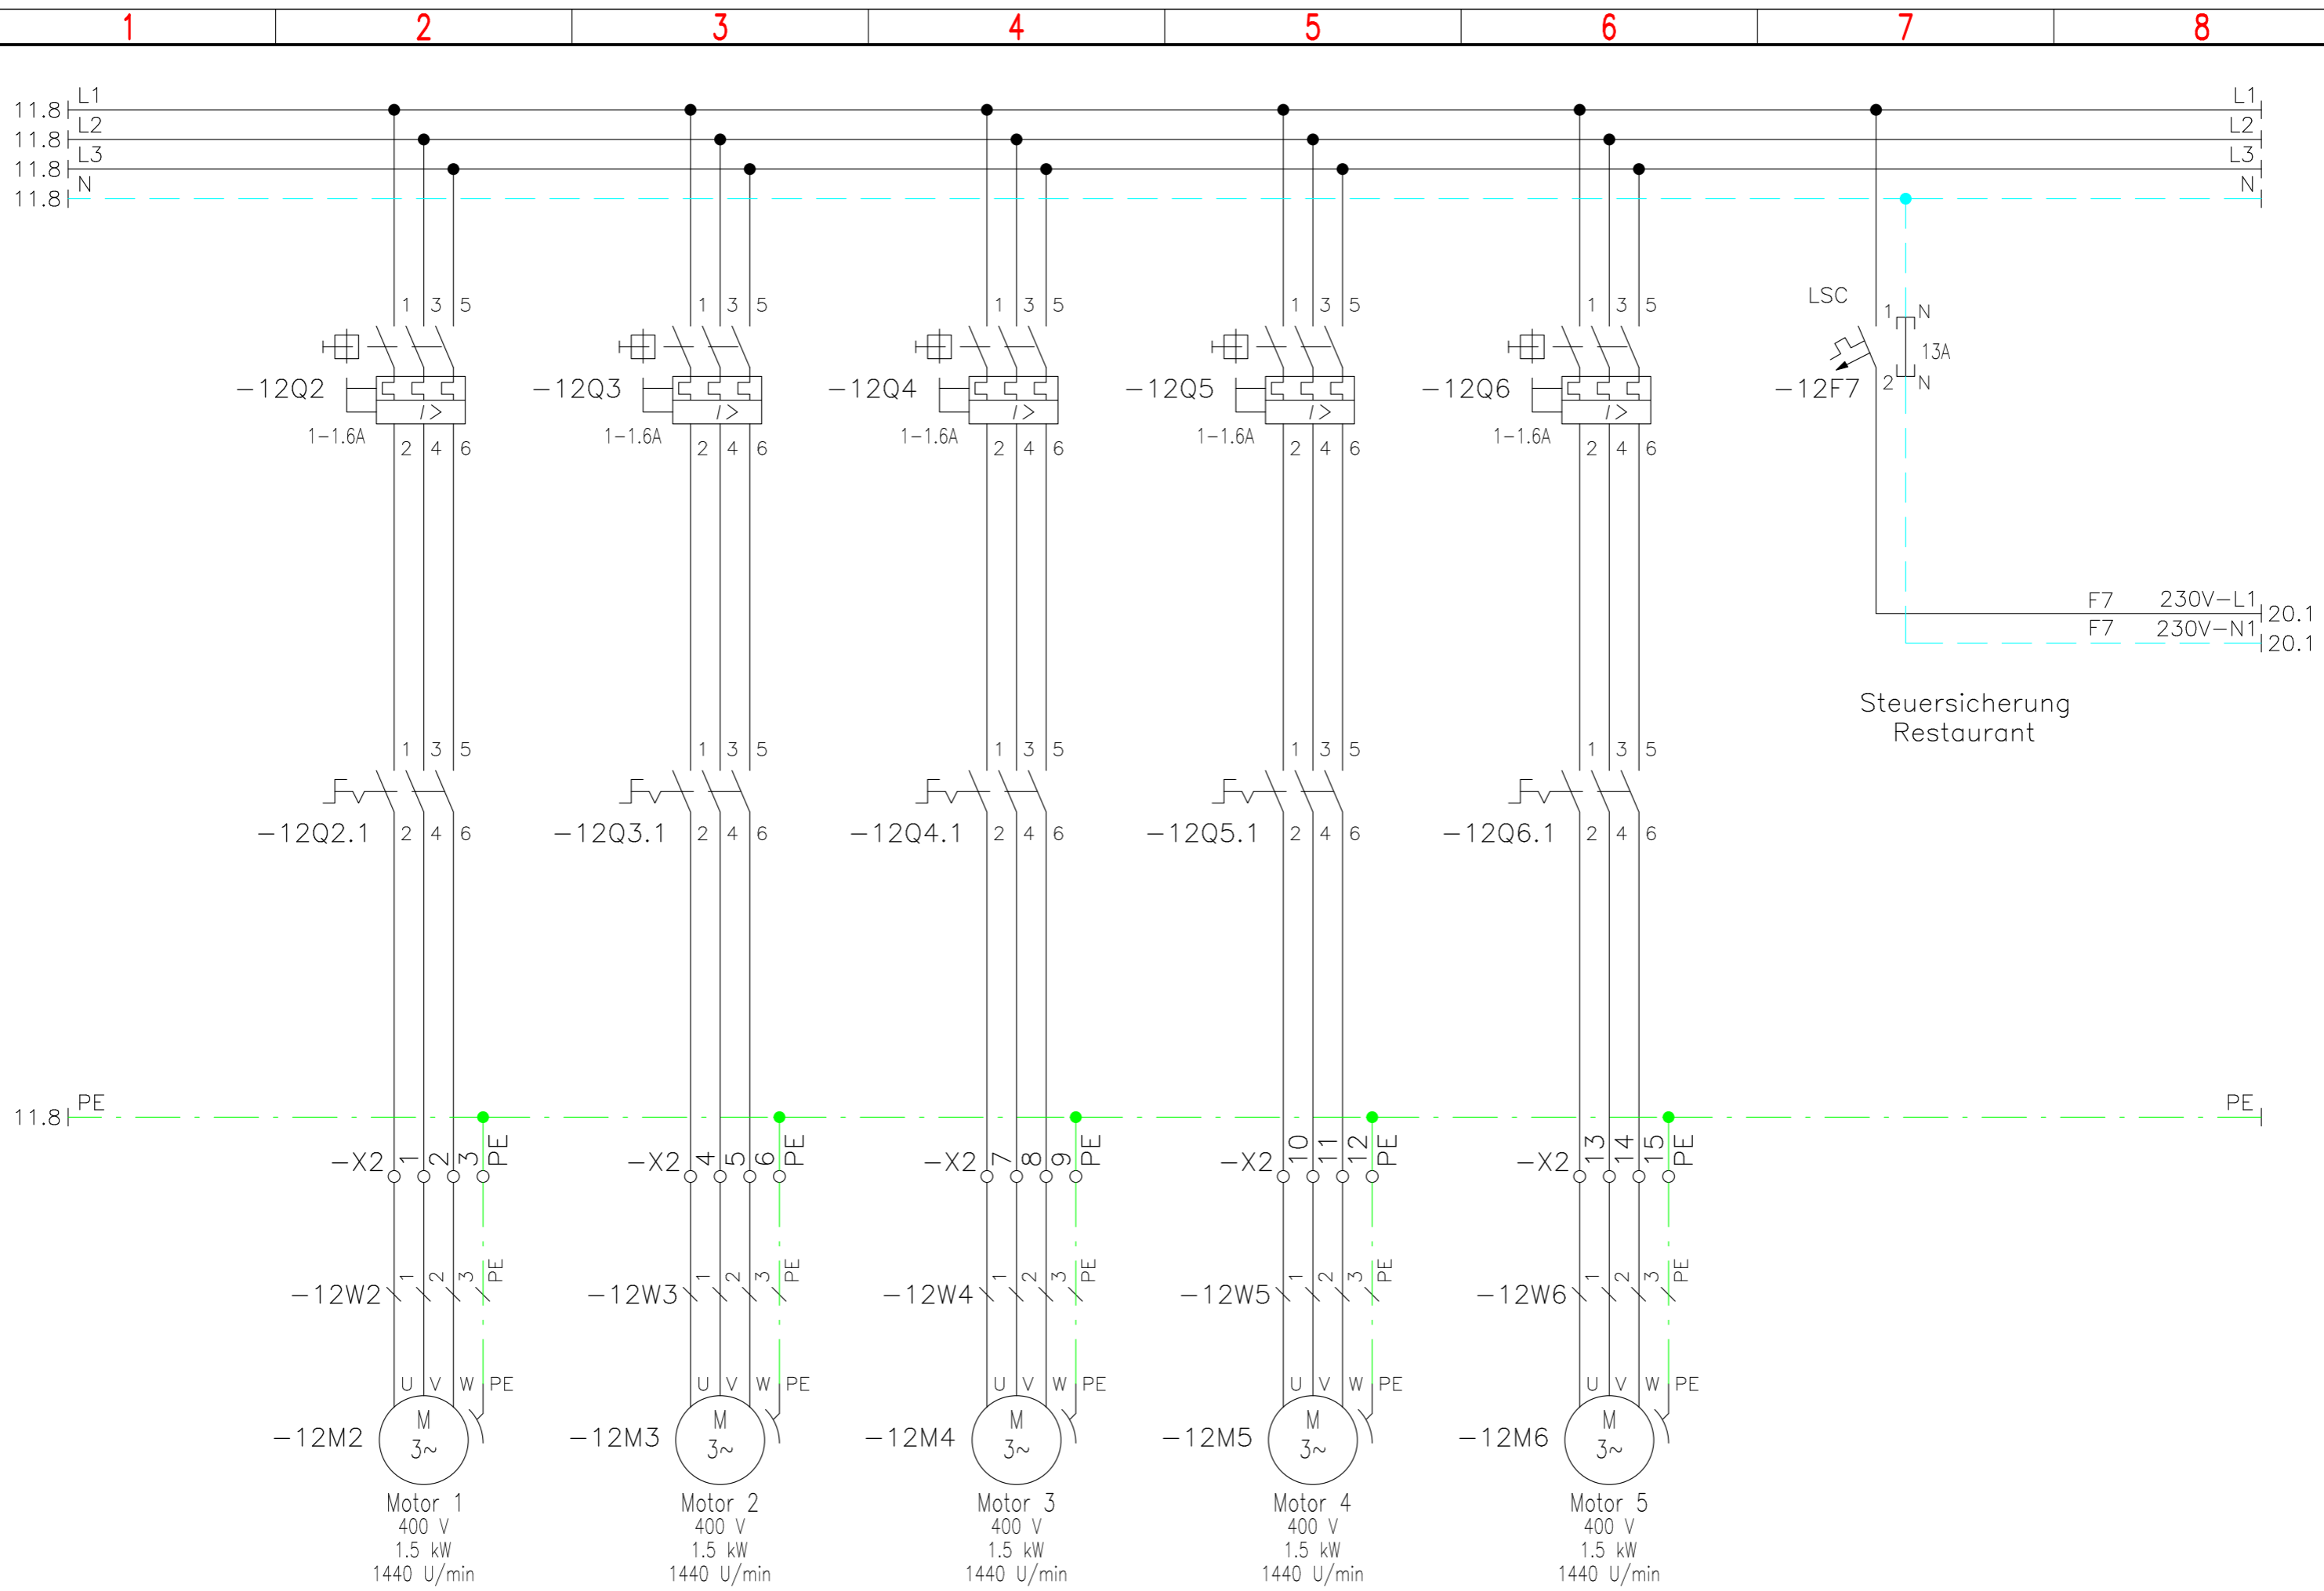 1 2 3 4 5 6 7 8
11.8 L1 L1
11.8 L2 L2
11.8 L3 L3
11.8 N N
1 3 5 1 3 5 1 3 5 1 3 5 1 3 5 LSC 1 N
13A
-12Q2 -12Q3 -12Q4 -12Q5 -12Q6 -12F7 2 N
I> I> I> I> I>
1-1.6A 1-1.6A 1-1.6A 1-1.6A 1-1.6A
2 4 6 2 4 6 2 4 6 2 4 6 2 4 6
F7 230V-L1 20.1
F7 230V-N1 20.1
Steuersicherung
Restaurant
1 3 5 1 3 5 1 3 5 1 3 5 1 3 5
-12Q2.1 2 4 6 -12Q3.1 2 4 6 -12Q4.1 2 4 6 -12Q5.1 2 4 6 -12Q6.1 2 4 6
11.8 PE PE
-X2 1 2 3 PE -X2 4 5 6 PE -X2 7 8 9 PE -X2 10 11 12 PE -X2 13 14 15 PE
-12W2 1 2 3 PE -12W3 1 2 3 PE -12W4 1 2 3 PE -12W5 1 2 3 PE -12W6 1 2 3 PE
U V W PE U V W PE U V W PE U V W PE U V W PE
M M M M M
-12M2 3~ -12M3 3~ -12M4 3~ -12M5 3~ -12M6 3~
Motor 1 Motor 2 Motor 3 Motor 4 Motor 5
400 V 400 V 400 V 400 V 400 V
1.5 kW 1.5 kW 1.5 kW 1.5 kW 1.5 kW
1440 U/min 1440 U/min 1440 U/min 1440 U/min 1440 U/min